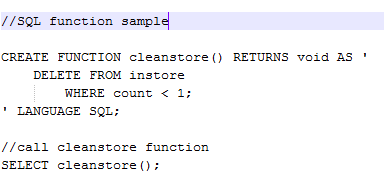 //SQL function sample
CREATE FUNCTION cleanstore() RETURNS void AS '
DELETE FROM instore
WHERE count < 1;
' LANGUAGE SQL;
//call cleanstore function
SELECT cleanstore();